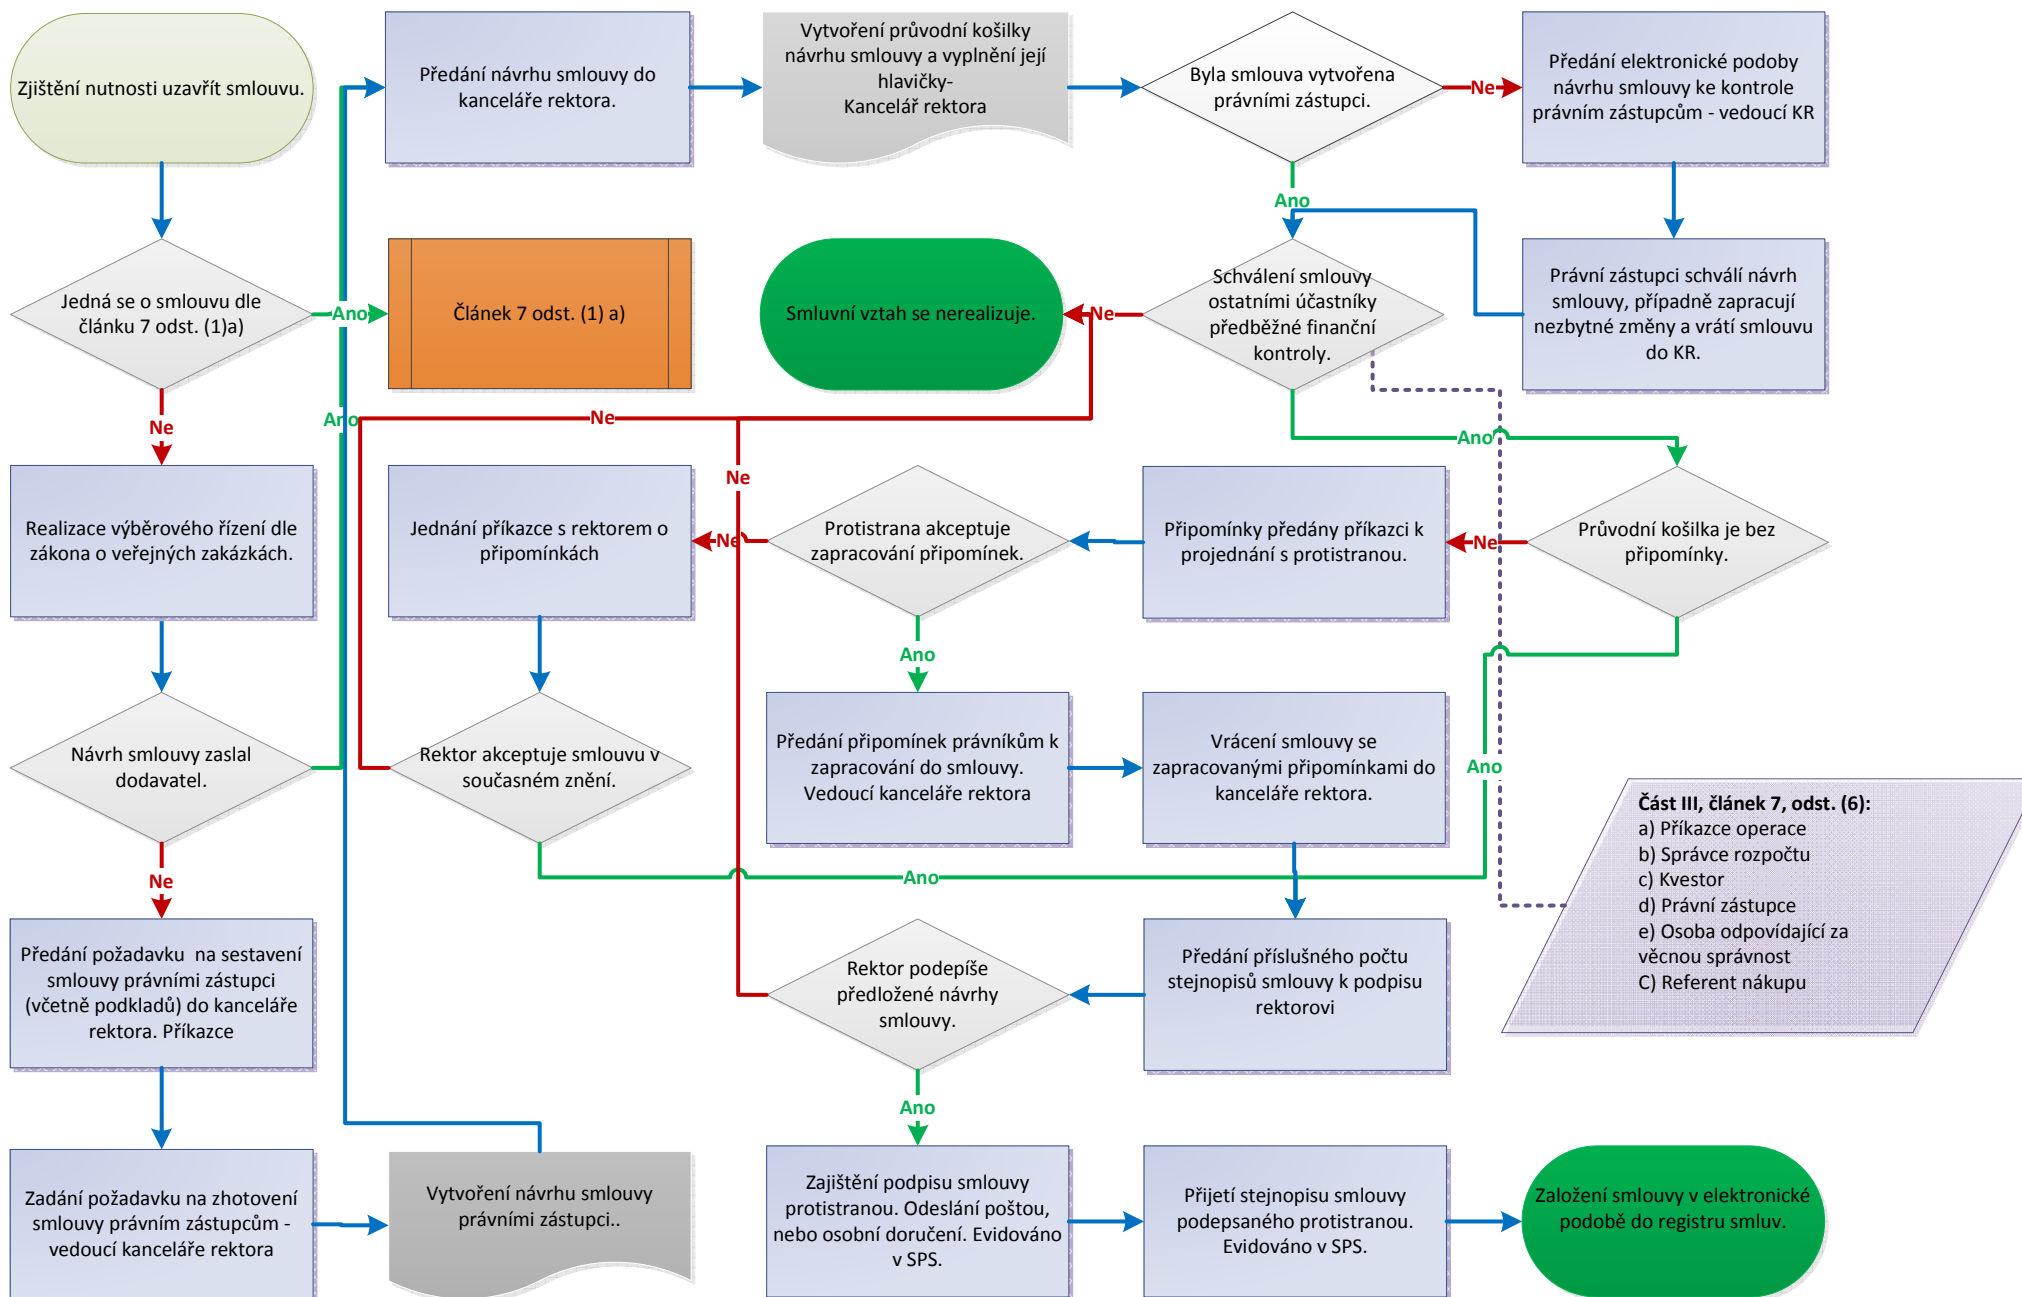 Zjištění nutnosti uzavřít smlouvu.
Předání návrhu smlouvy do
kanceláře rektora.
Vytvoření průvodní košilky
návrhu smlouvy a vyplnění její
hlavičky-
Kancelář rektora
Byla smlouva vytvořena
právními zástupci.
Ne
Předání elektronické podoby
návrhu smlouvy ke kontrole
právním zástupcům - vedoucí KR
Ano
Jedná se o smlouvu dle
článku 7 odst. (1)a)
Ano
Článek 7 odst. (1) a)
Smluvní vztah se nerealizuje.
Ne
Schválení smlouvy
ostatními účastníky
předběžné finanční
kontroly.
Právní zástupci schválí návrh
smlouvy, případně zapracují
nezbytné změny a vrátí smlouvu
do KR.
Ne
Ano
Ne
Ne
Ano
Realizace výběrového řízení dle
zákona o veřejných zakázkách.
Jednání příkazce s rektorem o
připomínkách
Ne
Protistrana akceptuje
zapracování připomínek.
Připomínky předány příkazci k
projednání s protistranou.
Ne
Průvodní košilka je bez
připomínky.
Ano
Návrh smlouvy zaslal
dodavatel.
Rektor akceptuje smlouvu v
současném znění.
Předání připomínek právníkům k
zapracování do smlouvy.
Vedoucí kanceláře rektora
Vrácení smlouvy se
zapracovanými připomínkami do
kanceláře rektora.
Ano
Část III, článek 7, odst. (6):
a) Příkazce operace
b) Správce rozpočtu
c) Kvestor
d) Právní zástupce
e) Osoba odpovídající za
věcnou správnost
C) Referent nákupu
Ne
Ano
Předání požadavku  na sestavení
smlouvy právními zástupci
(včetně podkladů) do kanceláře
rektora. Příkazce
Rektor podepíše
předložené návrhy
smlouvy.
Předání příslušného počtu
stejnopisů smlouvy k podpisu
rektorovi
Ano
Zadání požadavku na zhotovení
smlouvy právním zástupcům -
vedoucí kanceláře rektora
Vytvoření návrhu smlouvy
právními zástupci..
Zajištění podpisu smlouvy
protistranou. Odeslání poštou,
nebo osobní doručení. Evidováno
v SPS.
Přijetí stejnopisu smlouvy
podepsaného protistranou.
Evidováno v SPS.
Založení smlouvy v elektronické
podobě do registru smluv.